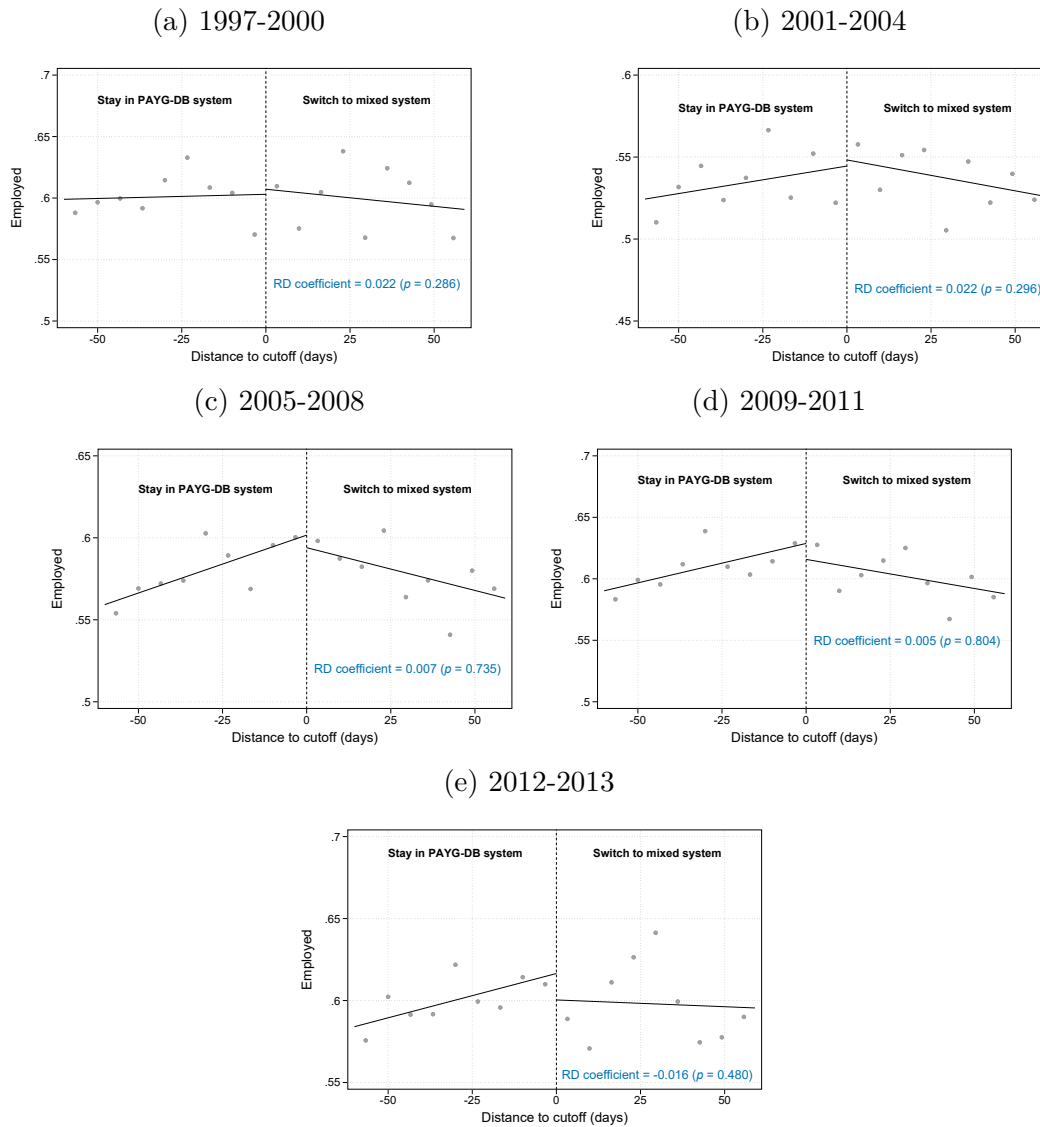 (a) 1997-2000
(b) 2001-2004
.7
.65
.6
.55
.5
Employed
Stay in PAYG-DB system
Switch to mixed system
RD coefficient = 0.022 (p = 0.286)
-50 -25 0 25 50
Distance to cutoff (days)
.6
.55
.5
.45
Employed
Stay in PAYG-DB system
Switch to mixed system
RD coefficient = 0.022 (p = 0.296)
-50 -25 0 25 50
Distance to cutoff (days)
(c) 2005-2008
(d) 2009-2011
.65
.6
.55
.5
Employed
Stay in PAYG-DB system
Switch to mixed system
RD coefficient = 0.007 (p = 0.735)
-50 -25 0 25 50
Distance to cutoff (days)
.7
.65
.6
.55
.5
Employed
Stay in PAYG-DB system
Switch to mixed system
RD coefficient = 0.005 (p = 0.804)
-50 -25 0 25 50
Distance to cutoff (days)
(e) 2012-2013
.7
.65
.6
.55
Employed
Stay in PAYG-DB system
Switch to mixed system
RD coefficient = -0.016 (p = 0.480)
-50 -25 0 25 50
Distance to cutoff (days)